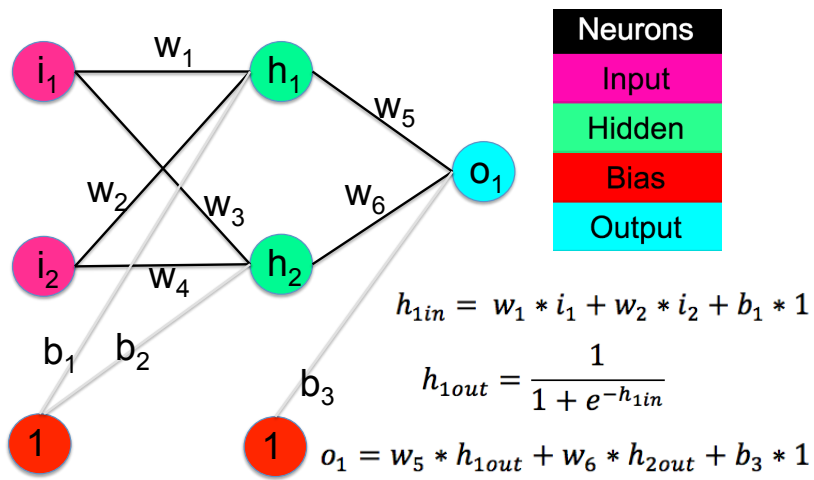 i₁
w₁
h₁
w₅
w₂
w₃
w₆
o₁
i₂
w₄
h₂
b₁
b₂
b₃
1
1
Neurons
Input
Hidden
Bias
Output
h₁ᵢₙ = w₁ * i₁ + w₂ * i₂ + b₁ * 1
h₁ₒᵤₜ = 1 / (1 + e^(−h₁ᵢₙ))
o₁ = w₅ * h₁ₒᵤₜ + w₆ * h₂ₒᵤₜ + b₃ * 1